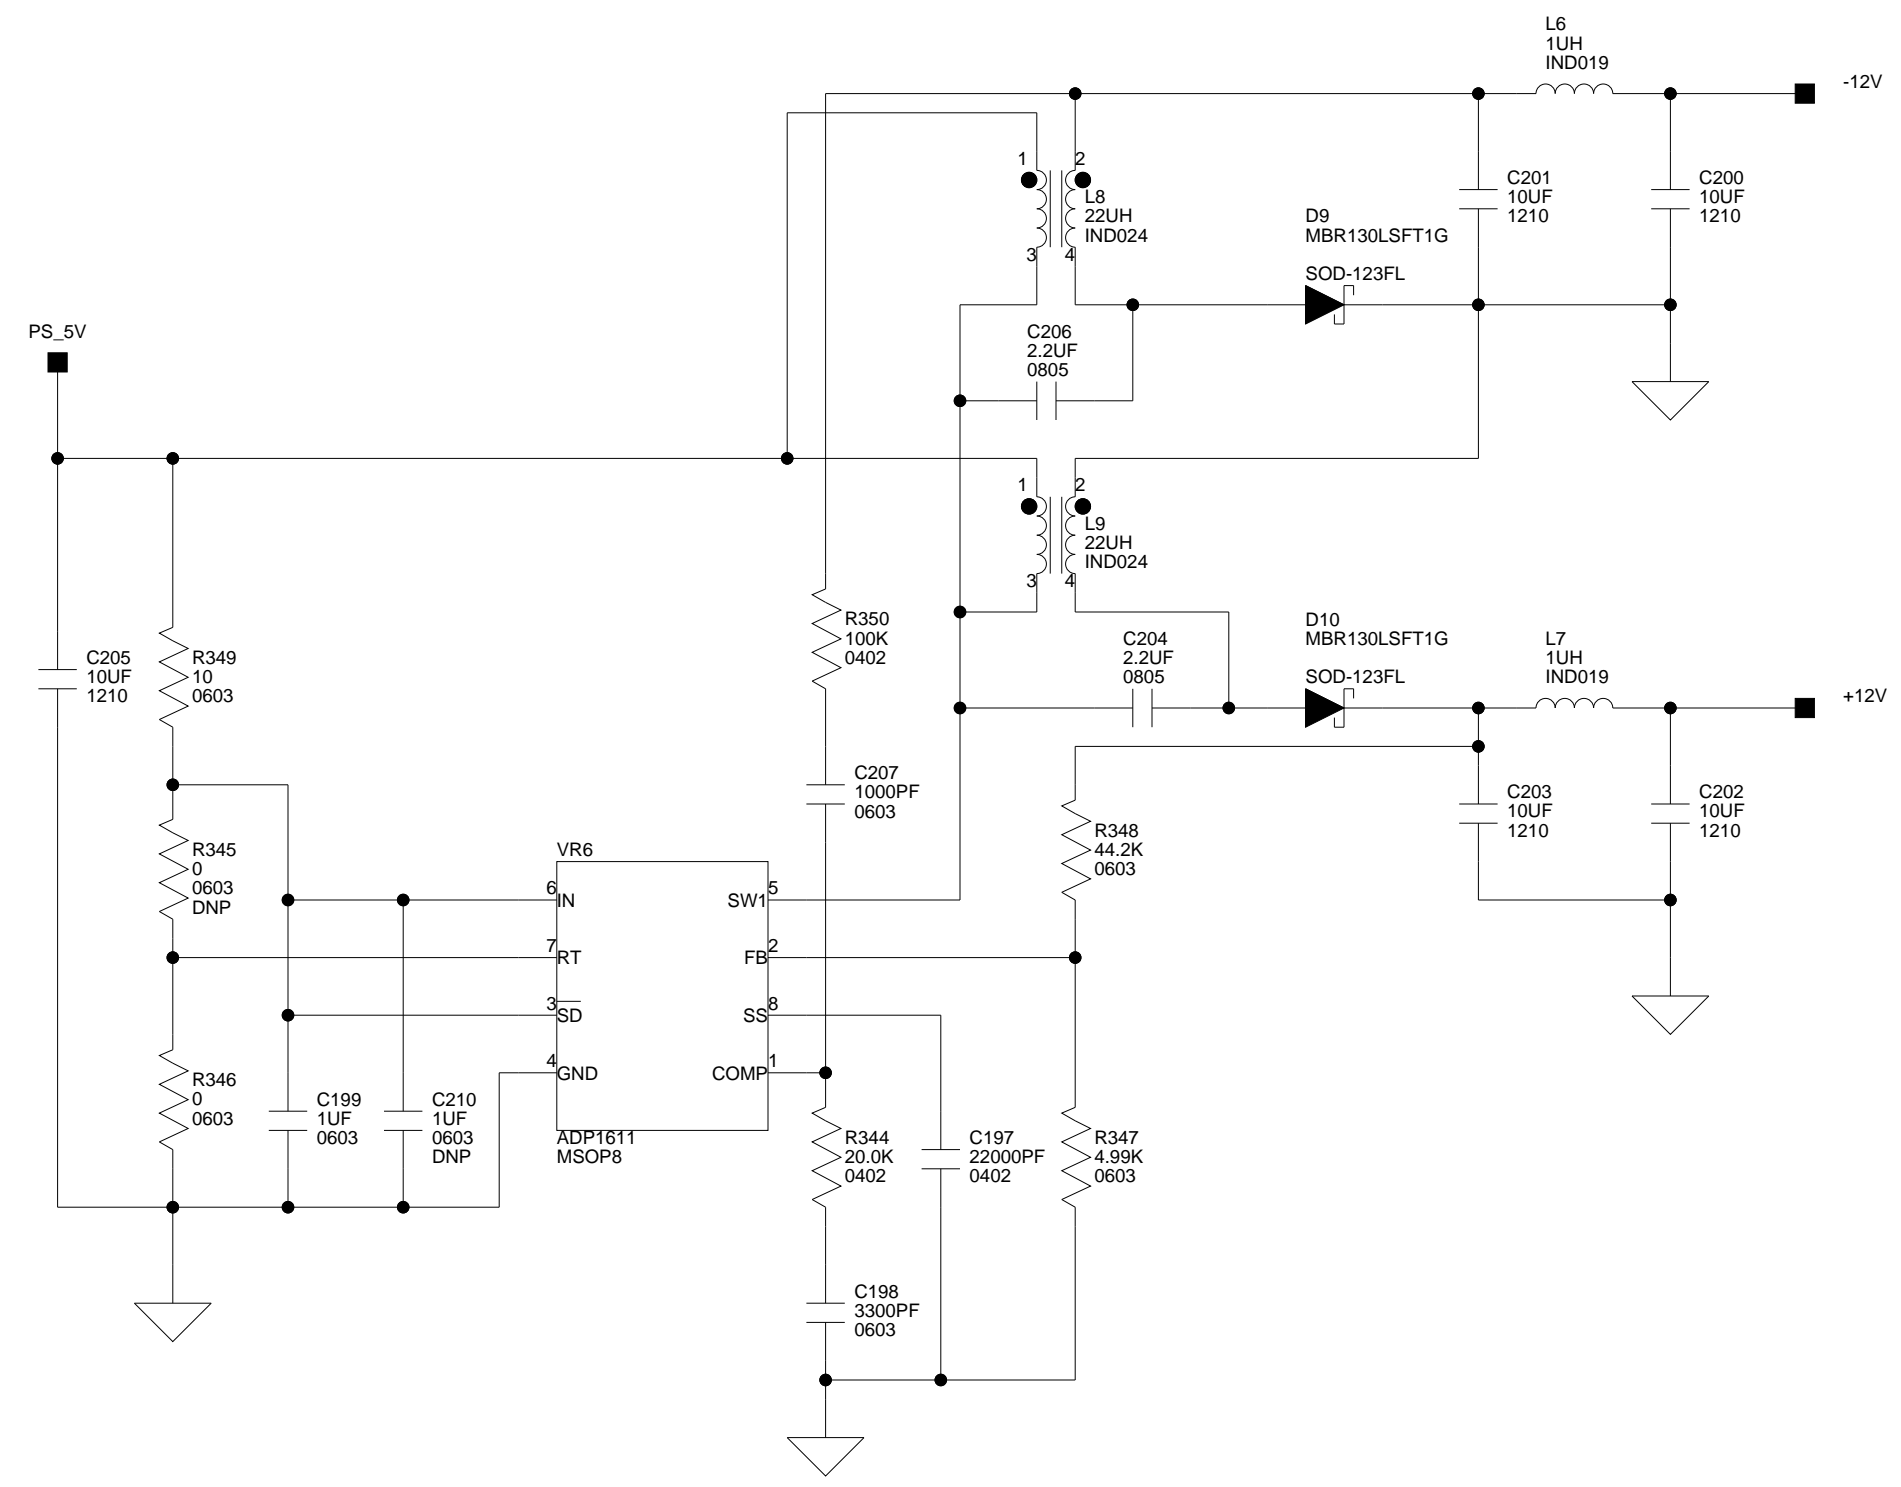 L6
1UH
IND019
-12V
1
2
L8
22UH
IND024
3
4
C201
10UF
1210
C200
10UF
1210
D9
MBR130LSFT1G
SOD-123FL
PS_5V
C206
2.2UF
0805
1
2
L9
22UH
IND024
3
4
R350
100K
0402
C204
2.2UF
0805
D10
MBR130LSFT1G
SOD-123FL
L7
1UH
IND019
+12V
C205
10UF
1210
R349
10
0603
C207
1000PF
0603
C203
10UF
1210
C202
10UF
1210
R348
44.2K
0603
R345
0
0603
DNP
VR6
6
IN
SW1
5
7
RT
FB
2
3
SD
SS
8
4
GND
COMP
1
ADP1611
MSOP8
R346
0
0603
C199
1UF
0603
C210
1UF
0603
DNP
R344
20.0K
0402
C197
22000PF
0402
R347
4.99K
0603
C198
3300PF
0603